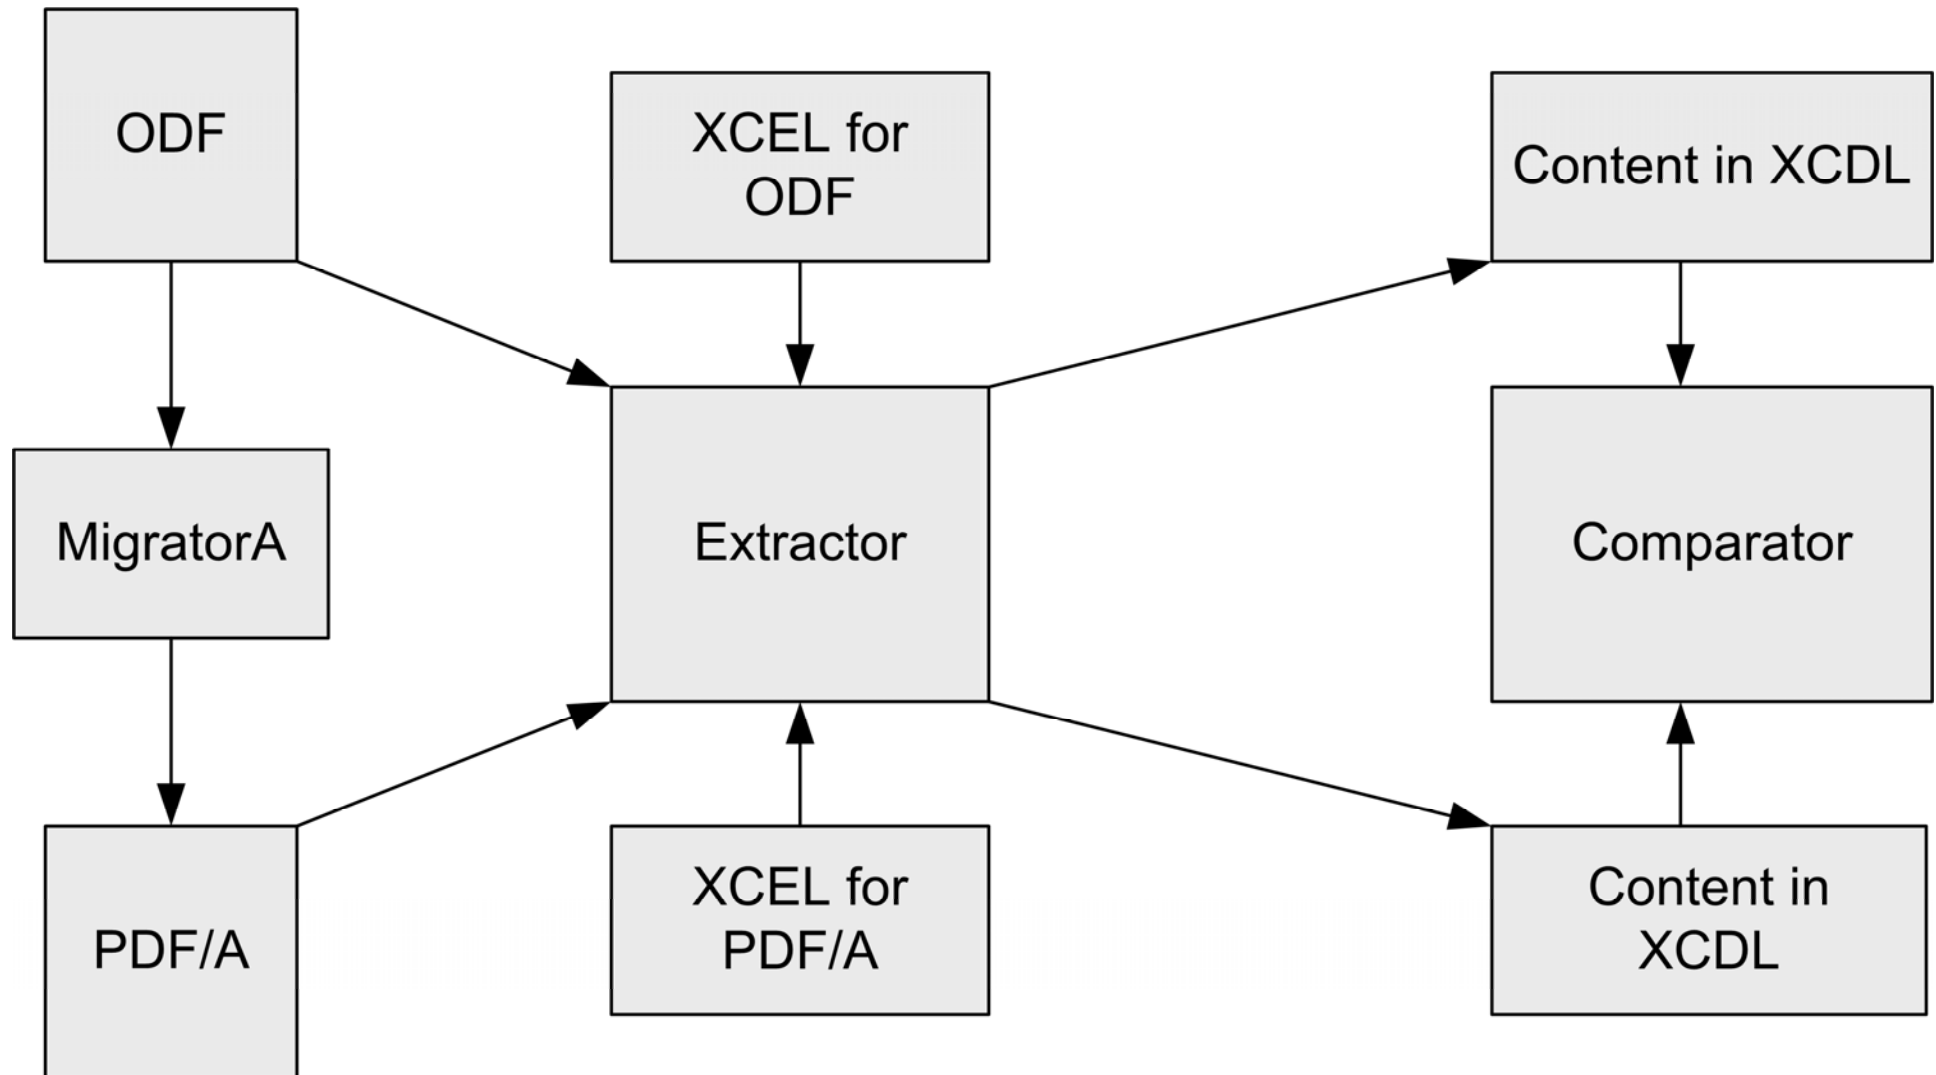 ODF
XCEL for
ODF
Content in XCDL
MigratorA
Extractor
Comparator
PDF/A
XCEL for
PDF/A
Content in
XCDL